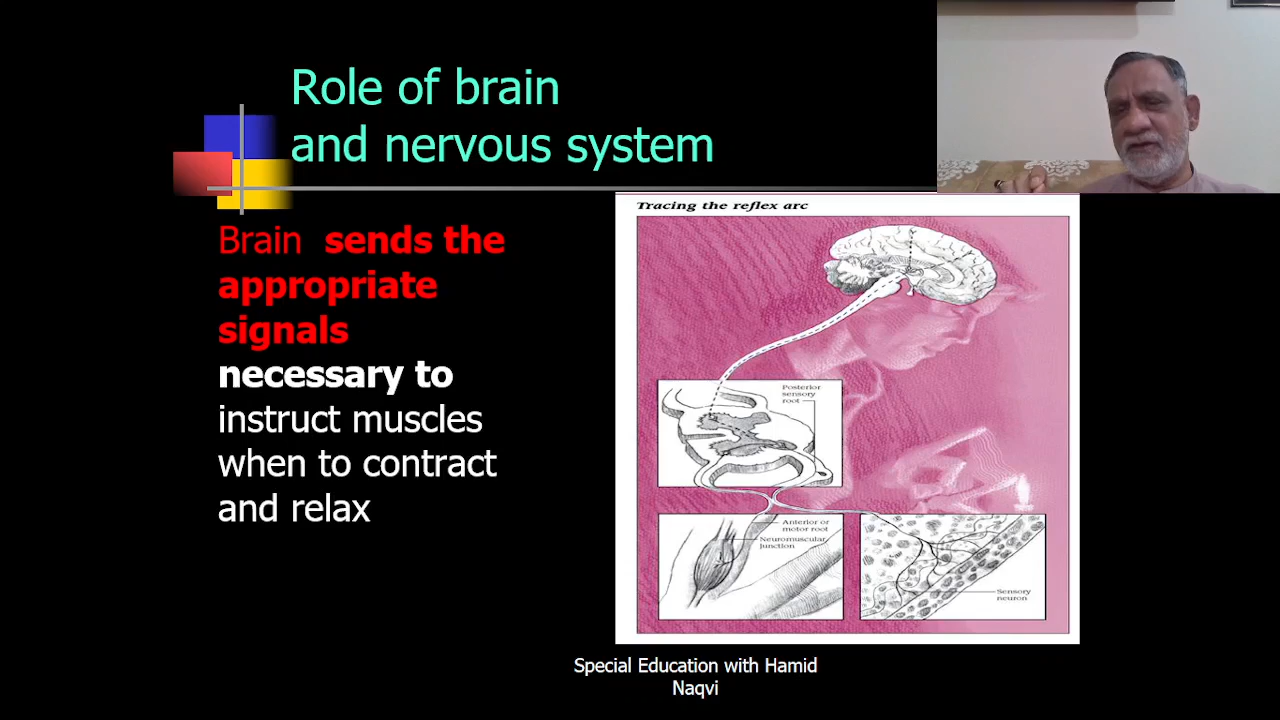 Role of brain
and nervous system
Brain sends the
appropriate
signals
necessary to
instruct muscles
when to contract
and relax
Tracing the reflex arc
Posterior
sensory
root
Anterior or
motor root
Neuromuscular
junction
Sensory
neuron
Special Education with Hamid
Naqvi